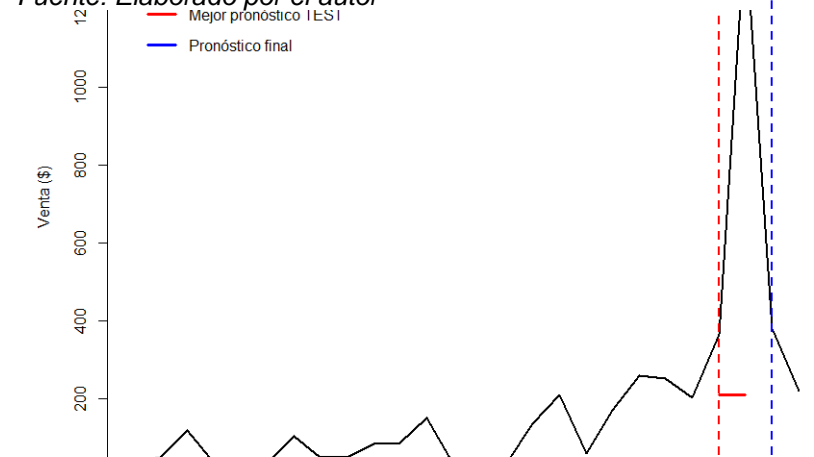 Fuente: Elaborado por el autor
Mejor pronóstico TEST
Pronóstico final
Venta ($)
1000
800
600
400
200